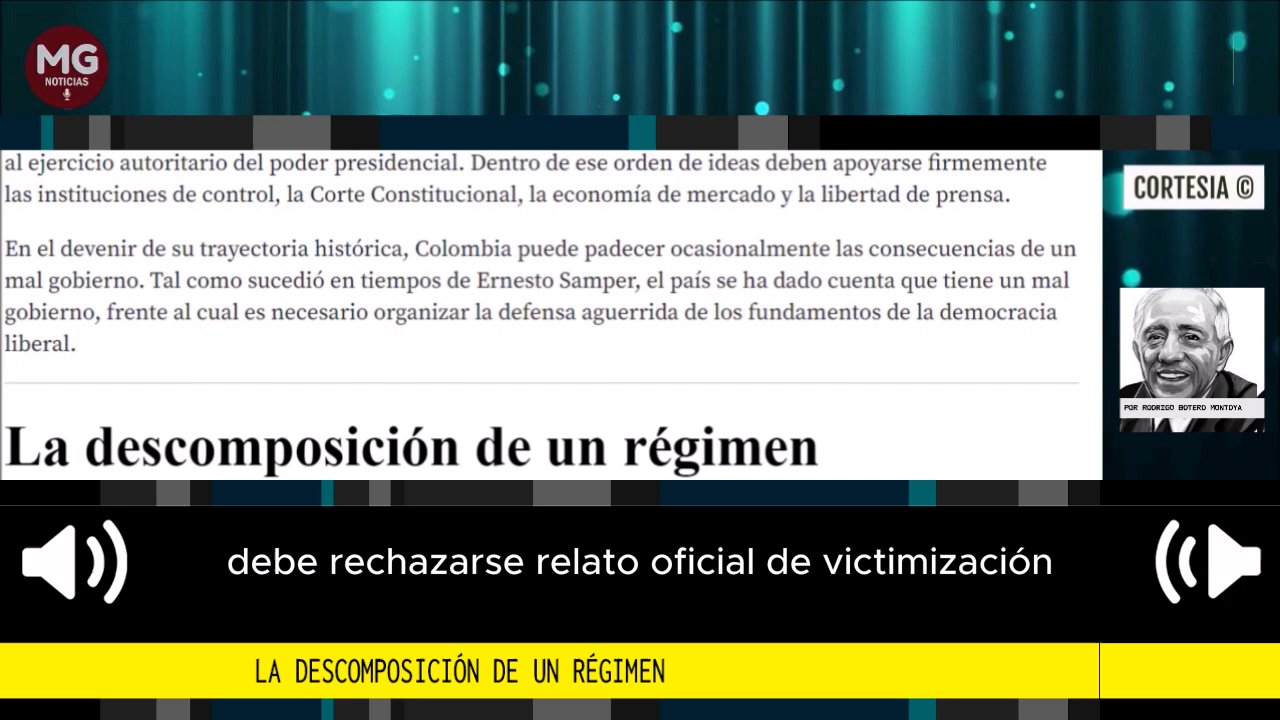 MG
NOTICIAS
al ejercicio autoritario del poder presidencial. Dentro de ese orden de ideas deben apoyarse firmemente
las instituciones de control, la Corte Constitucional, la economía de mercado y la libertad de prensa.
En el devenir de su trayectoria histórica, Colombia puede padecer ocasionalmente las consecuencias de un
mal gobierno. Tal como sucedió en tiempos de Ernesto Samper, el país se ha dado cuenta que tiene un mal
gobierno, frente al cual es necesario organizar la defensa aguerrida de los fundamentos de la democracia
liberal.
La descomposición de un régimen
CORTESIA ©
POR RODRIGO BOTERO MONTOYA
debe rechazarse relato oficial de victimización
LA DESCOMPOSICIÓN DE UN RÉGIMEN